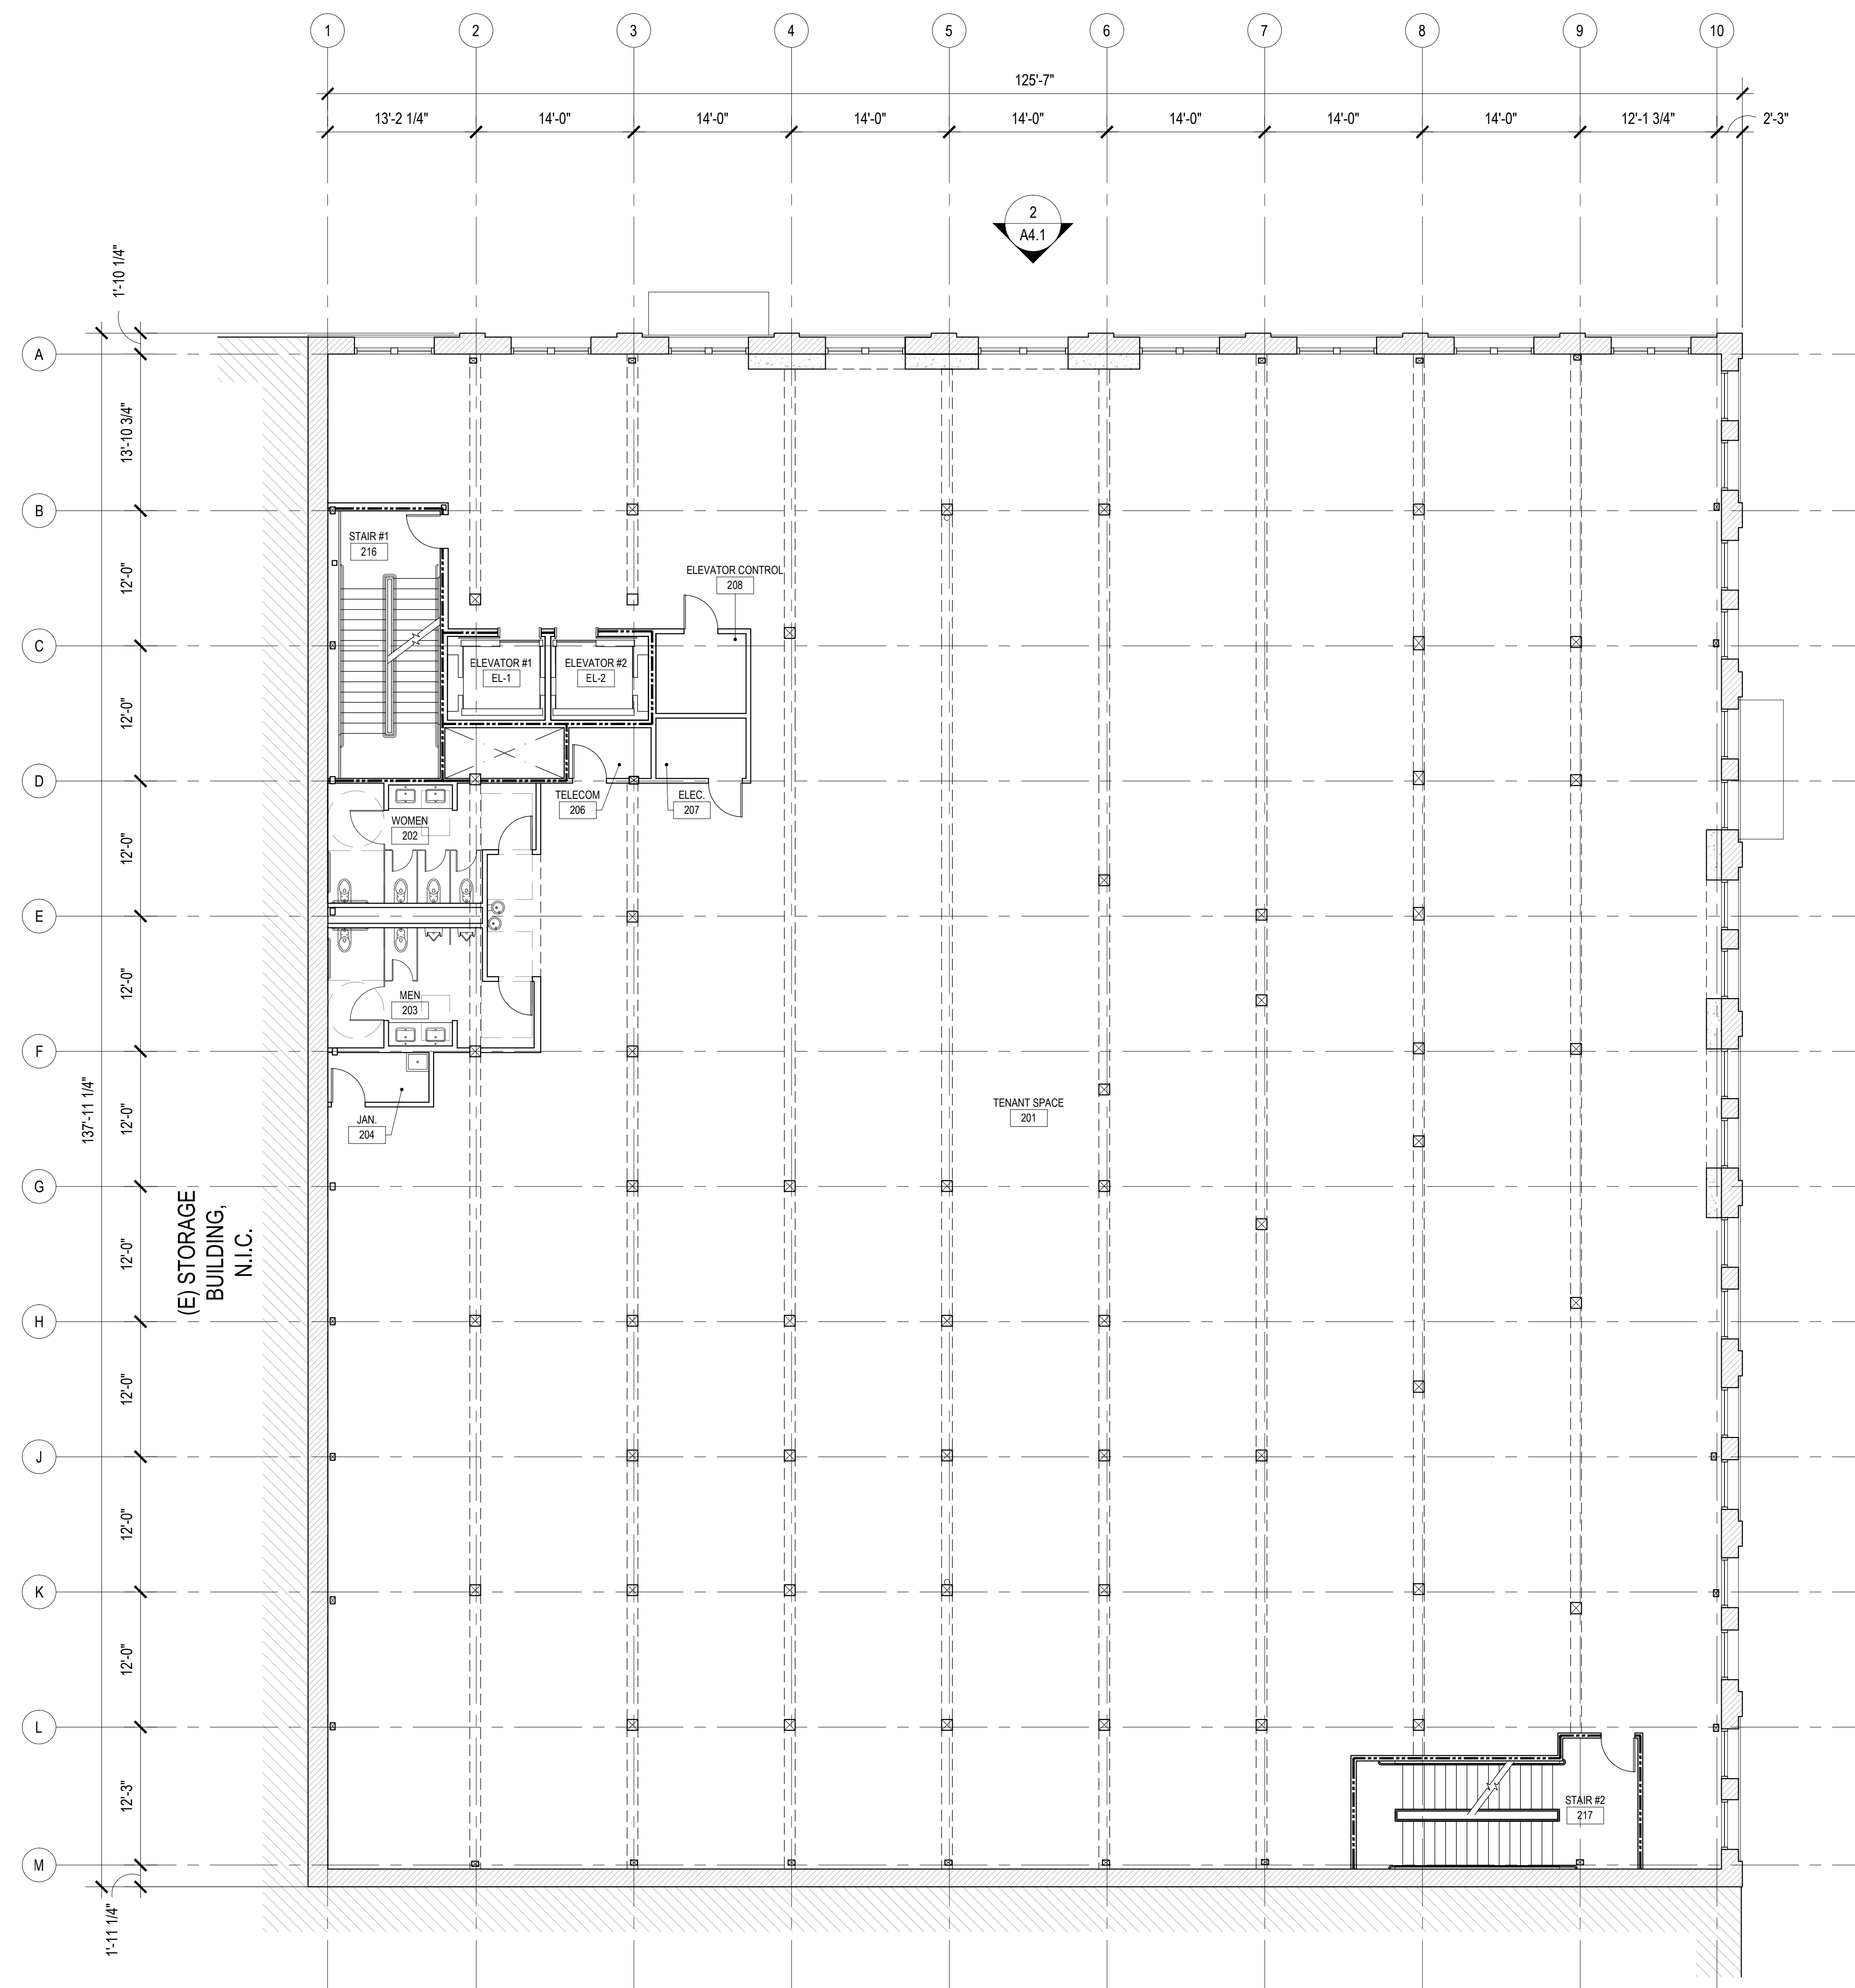 1 2 3 4 5 6 7 8 9 10
125'-7"
13'-2 1/4" 14'-0" 14'-0" 14'-0" 14'-0" 14'-0" 14'-0" 14'-0" 12'-1 3/4" 2'-3"
2
A4.1
1'-10 1/4"
A
13'-10 3/4"
B
STAIR #1
216
12'-0"
ELEVATOR CONTROL
208
C
ELEVATOR #1
EL-1
ELEVATOR #2
EL-2
12'-0"
D
TELECOM
206
ELEC.
207
WOMEN
202
12'-0"
E
12'-0"
MEN
203
F
137'-11 1/4"
12'-0"
JAN.
204
TENANT SPACE
201
G
(E) STORAGE
BUILDING,
N.I.C.
12'-0"
H
12'-0"
J
12'-0"
K
12'-0"
L
12'-3"
STAIR #2
217
M
1'-11 1/4"